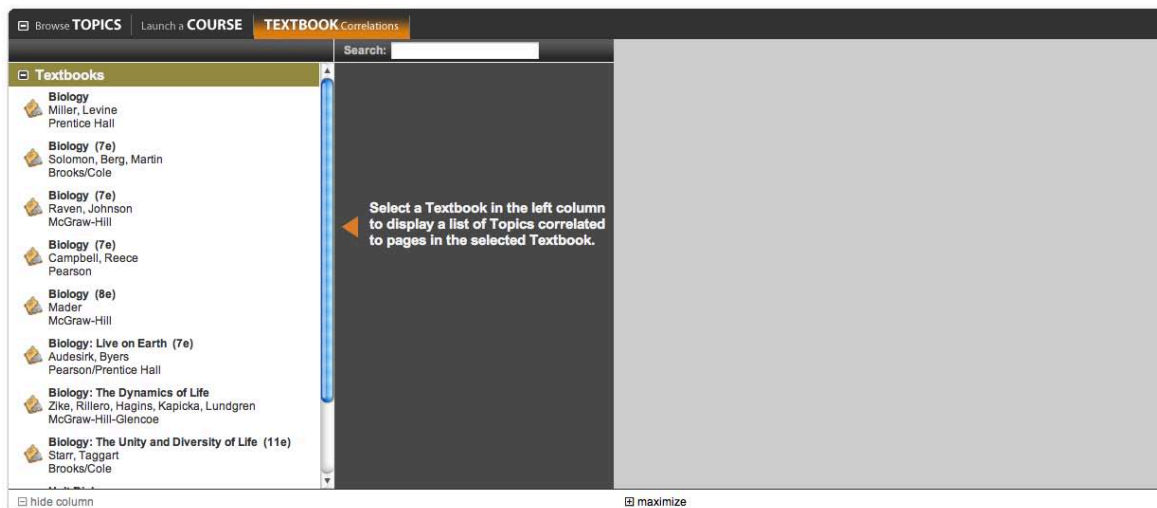 Browse TOPICS Launch a COURSE TEXTBOOK Correlations
Search:
Textbooks
Biology
Miller, Levine
Prentice Hall
Biology (7e)
Solomon, Berg, Martin
Brooks/Cole
Biology (7e)
Raven, Johnson
McGraw-Hill
Biology (7e)
Campbell, Reece
Pearson
Biology (8e)
Mader
McGraw-Hill
Biology: Live on Earth (7e)
Audesirk, Byers
Pearson/Prentice Hall
Biology: The Dynamics of Life
Zike, Rillero, Hagins, Kapicka, Lundgren
McGraw-Hill-Glencoe
Biology: The Unity and Diversity of Life (11e)
Starr, Taggart
Brooks/Cole
Select a Textbook in the left column
to display a list of Topics correlated
to pages in the selected Textbook.
hide column
maximize